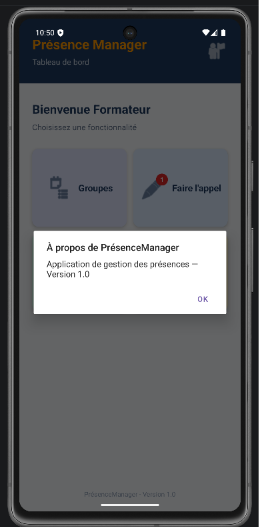 10:50
Présence Manager
Tableau de bord
Bienvenue Formateur
Choisissez une fonctionnalité
Groupes
1
Faire l'appel
À propos de PrésenceManager
Application de gestion des présences —
Version 1.0
OK
PrésenceManager - Version 1.0